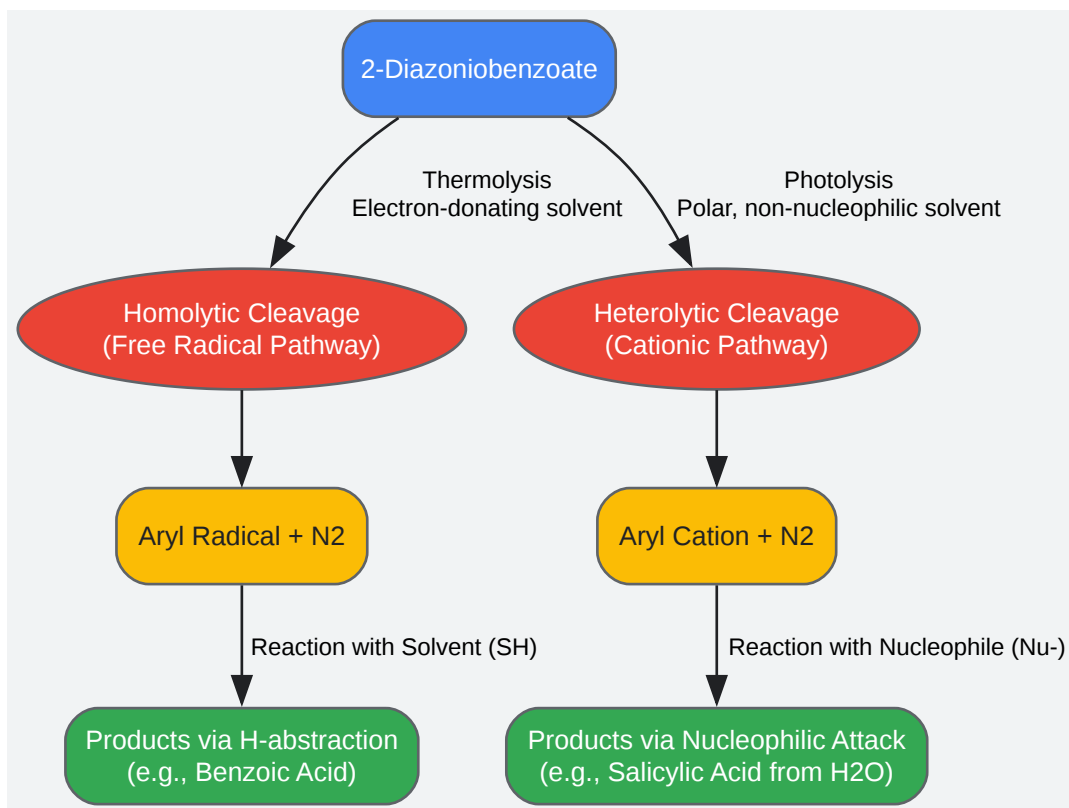 2-Diazoniobenzoate
Thermolysis
Electron-donating solvent
Photolysis
Polar, non-nucleophilic solvent
Homolytic Cleavage
(Free Radical Pathway)
Heterolytic Cleavage
(Cationic Pathway)
Aryl Radical + N2
Aryl Cation + N2
Reaction with Solvent (SH)
Reaction with Nucleophile (Nu-)
Products via H-abstraction
(e.g., Benzoic Acid)
Products via Nucleophilic Attack
(e.g., Salicylic Acid from H2O)